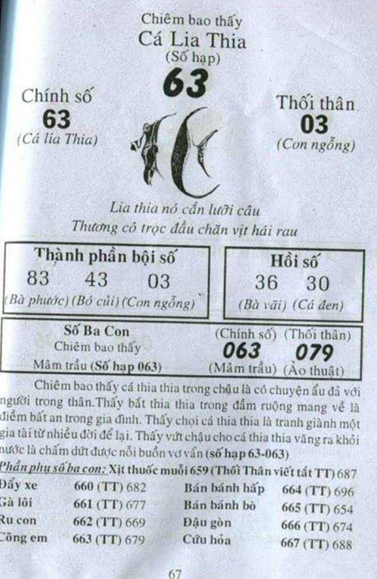 Chiêm bao thấy
Cá Lia Thia
(Số hạp)
63
Chính số
63
(Cá lia Thia)
Thối thân
03
(Con ngỗng)
Lia thia nó cắn lưỡi câu
Thương cô trọc đầu chăn vịt hái rau
Thành phần bội số
83 43 03
(Bà phước) (Bó củi) (Con ngỗng)
Hồi số
36 30
(Bà vãi) (Cá đen)
Số Ba Con
Chiêm bao thấy
Mâm trầu (Số hạp 063)
(Chính số) (Thối thân)
063 079
(Mâm trầu) (Ảo thuật)
Chiêm bao thấy cá thia thia trong chậu là có chuyện ẩu đả với
người trong thân.Thấy bắt thia thia trong đầm ruộng mang về là
điềm bất an trong gia đình. Thấy chọi cá thia thia là tranh giành một
gia tài từ nhiều đời để lại. Thấy vứt chậu cho cá thia thia văng ra khỏi
nước là chấm dứt được nỗi buồn vơ vẩn (số hạp 63-063)
Phần phụ số ba con: Xịt thuốc muỗi 659 (Thối Thân viết tắt TT) 687
Đẩy xe 660 (TT) 682 Bán bánh hấp 664 (TT) 696
Gà lôi 661 (TT) 677 Bán bánh bò 665 (TT) 654
Ru con 662 (TT) 669 Đậu gòn 666 (TT) 674
Cõng em 663 (TT) 679 Cứu hỏa 667 (TT) 688
67